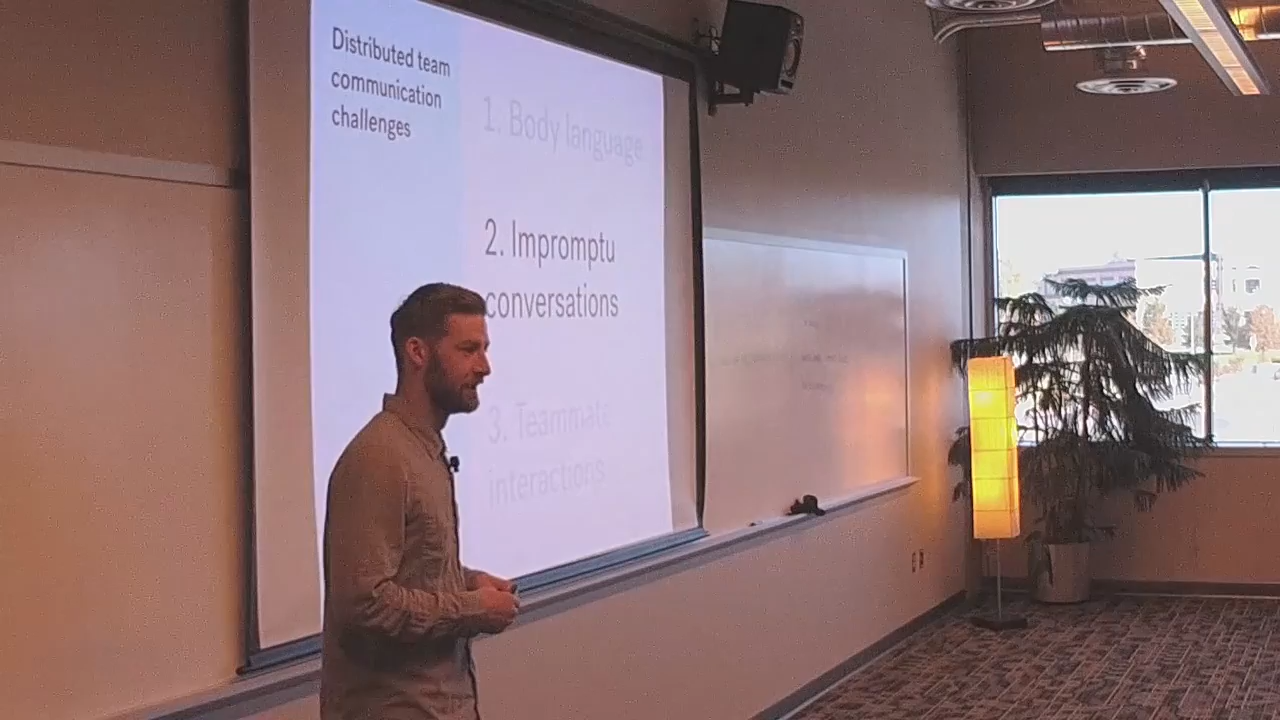 Distributed team
communication
challenges
1. Body language
2. Impromptu
conversations
3. Teammate
interactions